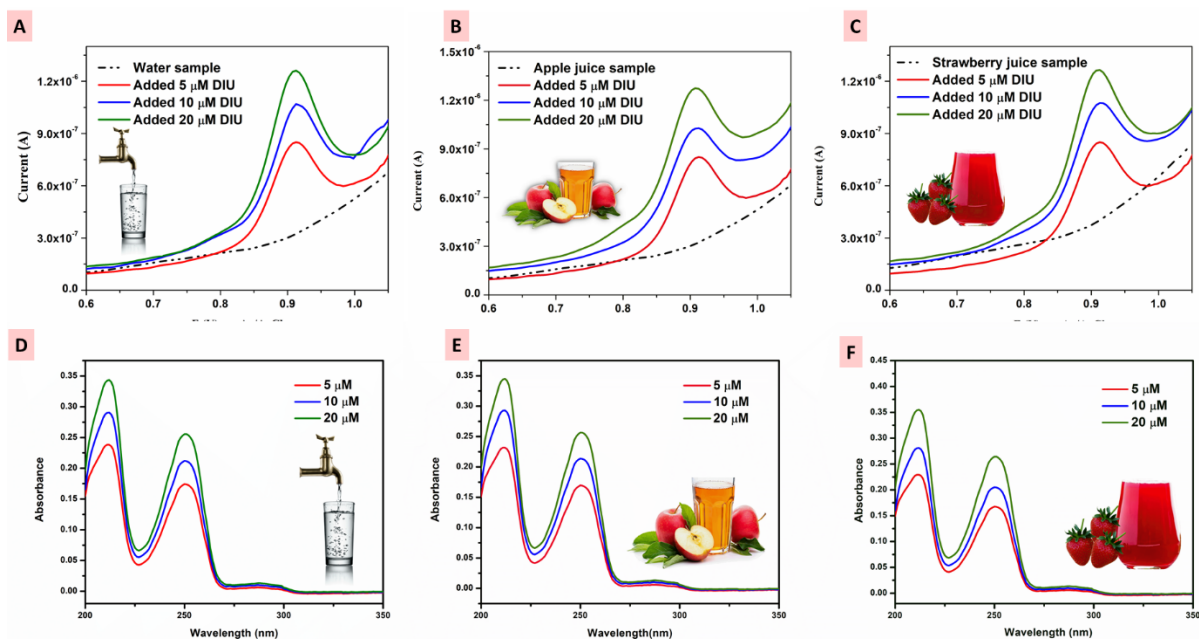 A
Water sample
Added 5 μM DIU
Added 10 μM DIU
Added 20 μM DIU
Current (A)
1.2x10⁻⁶
9.0x10⁻⁷
6.0x10⁻⁷
3.0x10⁻⁷
0.0
0.6 0.7 0.8 0.9 1.0
B
Apple juice sample
Added 5 μM DIU
Added 10 μM DIU
Added 20 μM DIU
Current (A)
1.5x10⁻⁶
1.2x10⁻⁶
9.0x10⁻⁷
6.0x10⁻⁷
3.0x10⁻⁷
0.0
0.6 0.7 0.8 0.9 1.0
C
Strawberry juice sample
Added 5 μM DIU
Added 10 μM DIU
Added 20 μM DIU
Current (A)
1.2x10⁻⁶
9.0x10⁻⁷
6.0x10⁻⁷
3.0x10⁻⁷
0.0
0.6 0.7 0.8 0.9 1.0
D
5 μM
10 μM
20 μM
Absorbance
0.35
0.30
0.25
0.20
0.15
0.10
0.05
0.00
200 250 300 350
Wavelength (nm)
E
5 μM
10 μM
20 μM
Absorbance
0.35
0.30
0.25
0.20
0.15
0.10
0.05
0.00
200 250 300 350
Wavelength(nm)
F
5 μM
10 μM
20 μM
Absorbance
0.45
0.40
0.35
0.30
0.25
0.20
0.15
0.10
0.05
0.00
200 250 300 350
Wavelength (nm)